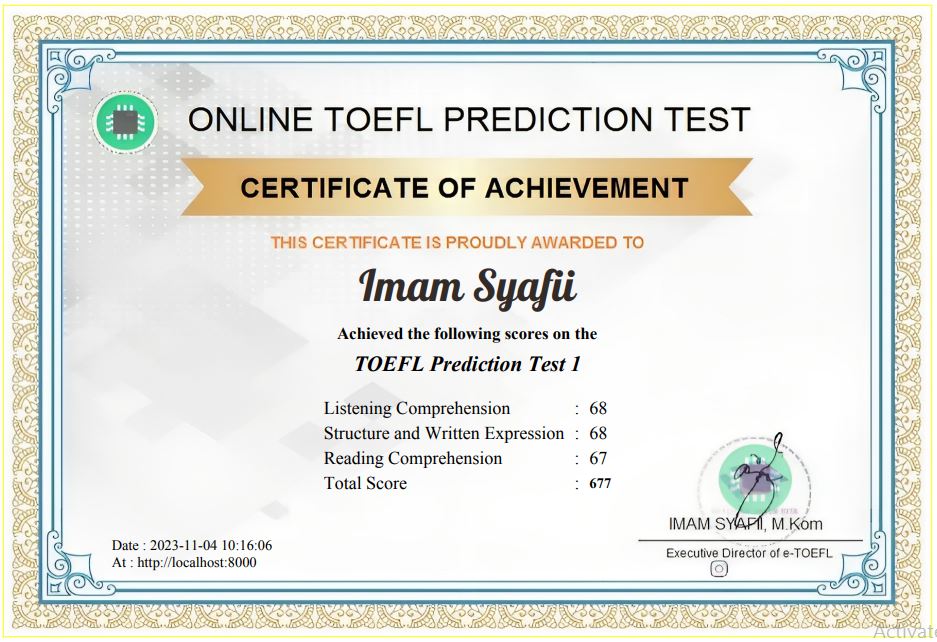 ONLINE TOEFL PREDICTION TEST
CERTIFICATE OF ACHIEVEMENT
THIS CERTIFICATE IS PROUDLY AWARDED TO
Imam Syafii
Achieved the following scores on the
TOEFL Prediction Test 1
Listening Comprehension : 68
Structure and Written Expression : 68
Reading Comprehension : 67
Total Score : 677
IMAM SYAFII, M.Kom
Executive Director of e-TOEFL
Date : 2023-11-04 10:16:06
At : http://localhost:8000
Activate